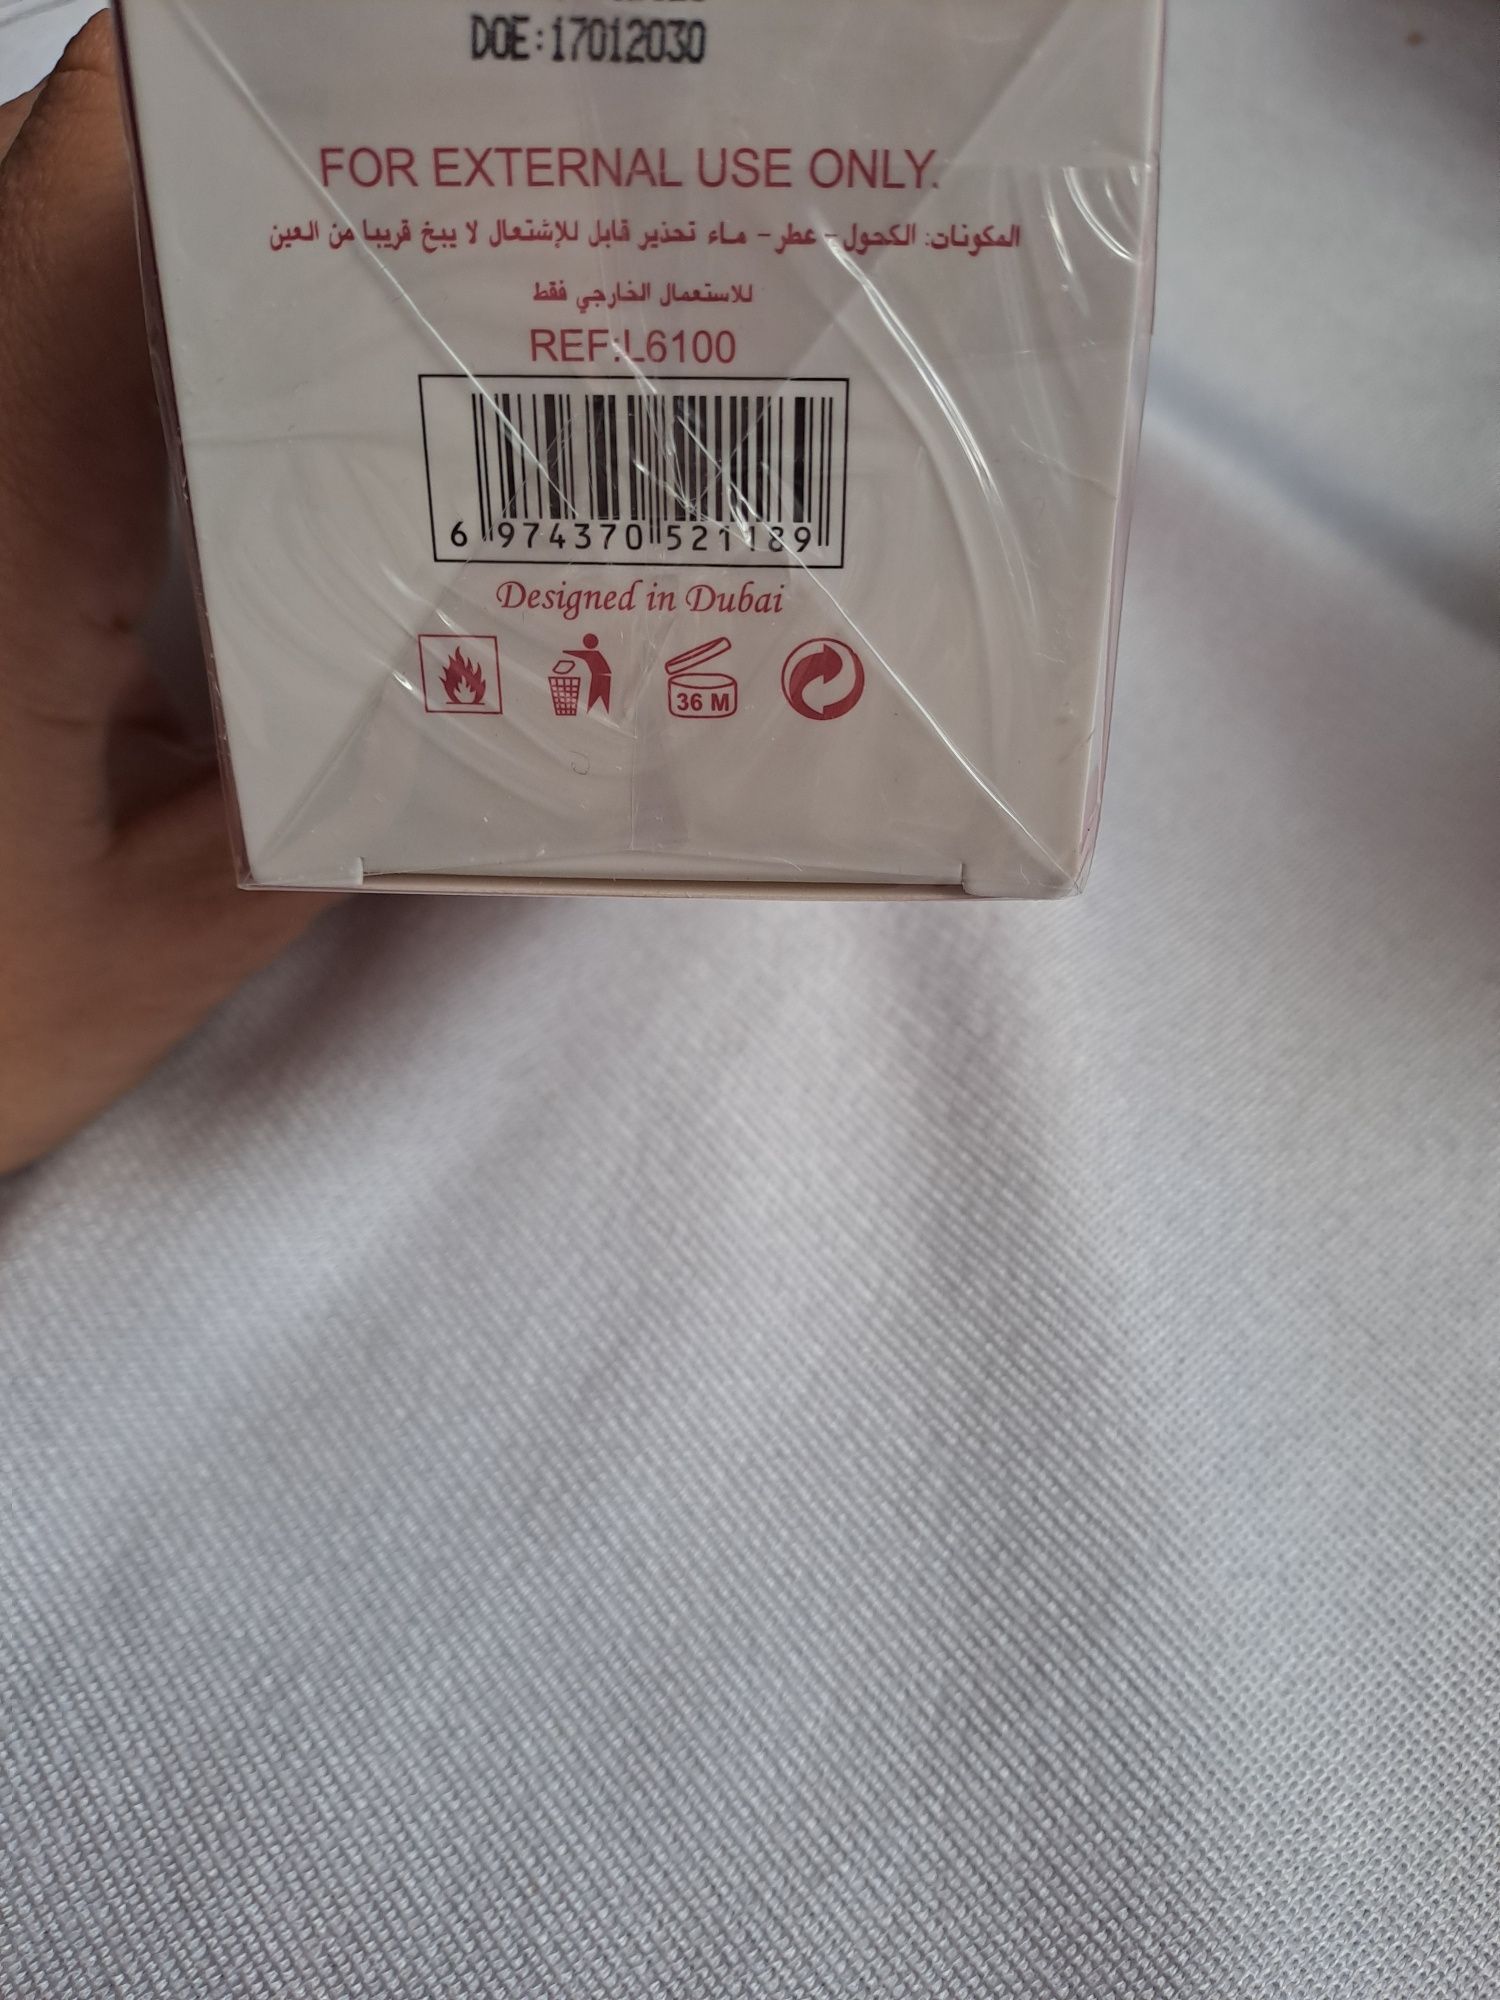 DOE:17012030
FOR EXTERNAL USE ONLY.
المكونات: الكحول - عطر - ماء تحذير قابل للإشتعال لا يبخ قريبا من العين
للاستعمال الخارجي فقط
REF:L6100
6 974370 521189
Designed in Dubai
36 M